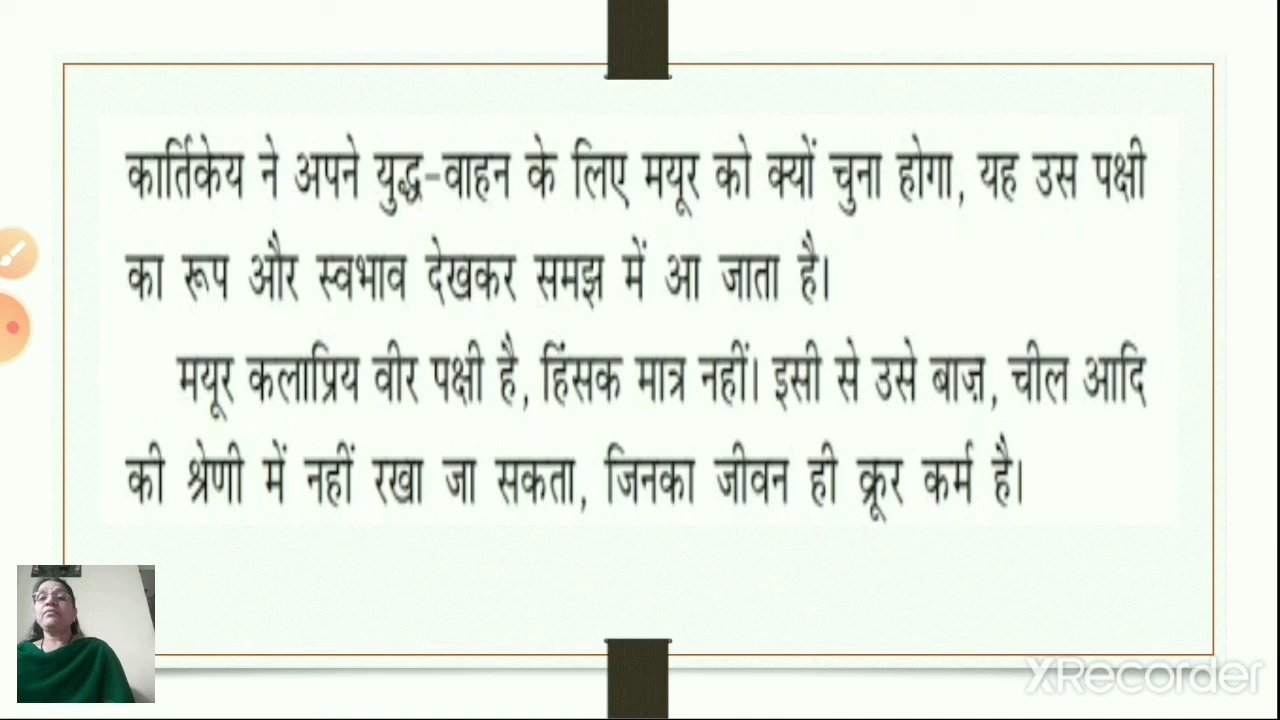 कार्तिकेय ने अपने युद्ध-वाहन के लिए मयूर को क्यों चुना होगा, यह उस पक्षी
का रूप और स्वभाव देखकर समझ में आ जाता है।
मयूर कलाप्रिय वीर पक्षी है, हिंसक मात्र नहीं। इसी से उसे बाज़, चील आदि
की श्रेणी में नहीं रखा जा सकता, जिनका जीवन ही क्रूर कर्म है।
XRecorder